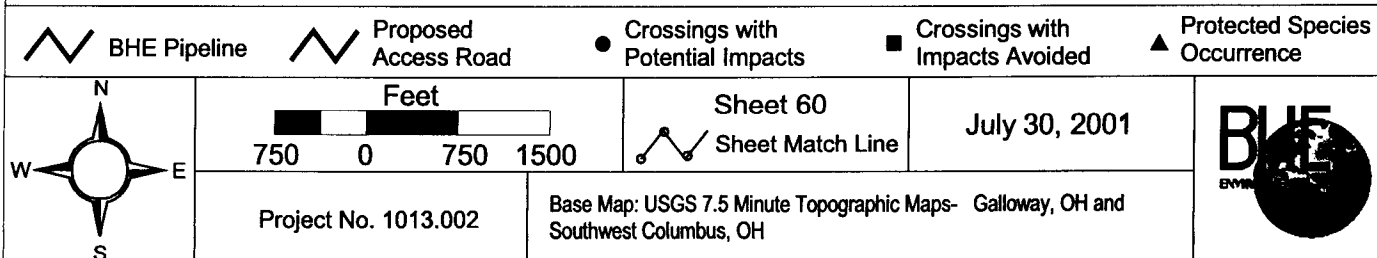 BHE Pipeline
Proposed
Access Road
Crossings with
Potential Impacts
Crossings with
Impacts Avoided
Protected Species
Occurrence
N
W
E
S
Feet
750 0 750 1500
Sheet 60
Sheet Match Line
July 30, 2001
Project No. 1013.002
Base Map: USGS 7.5 Minute Topographic Maps- Galloway, OH and
Southwest Columbus, OH
BHE